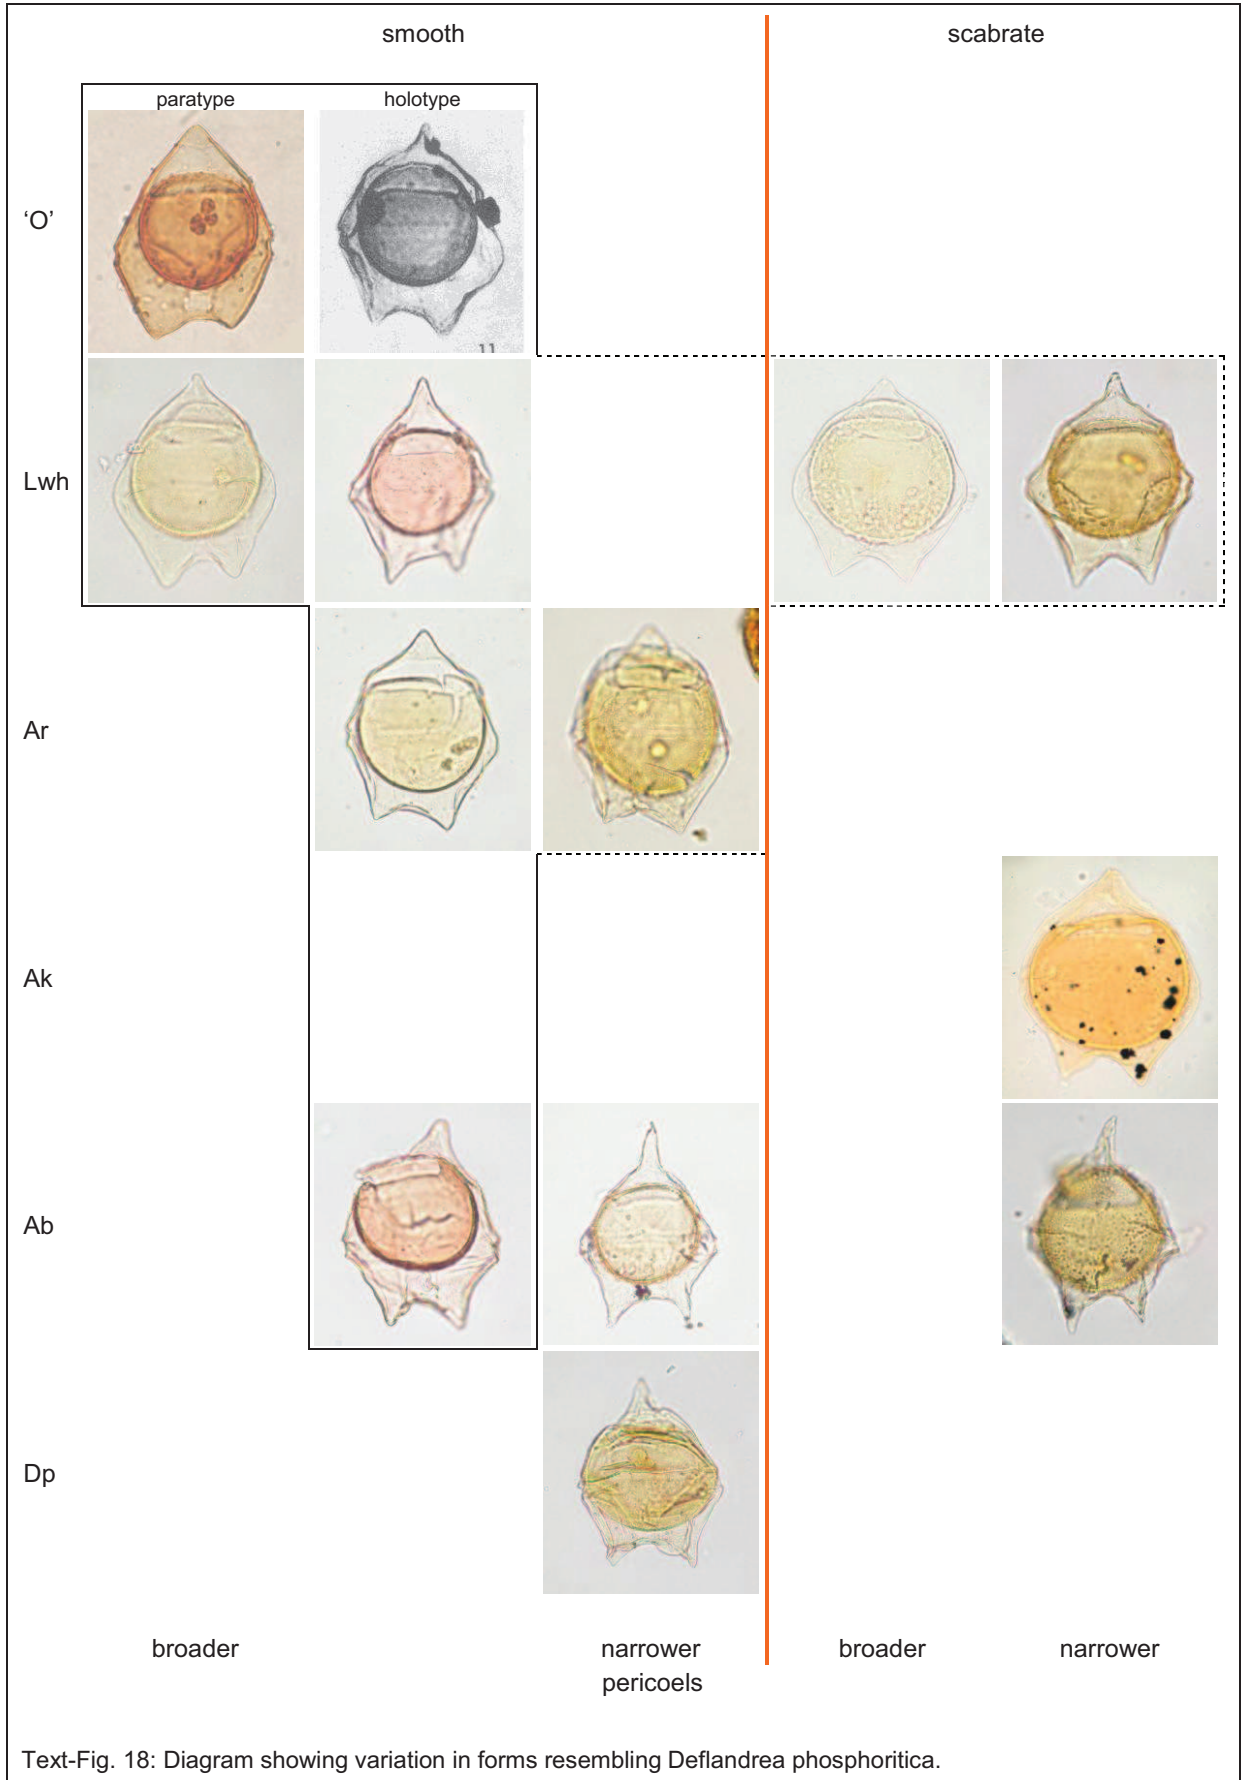 smooth
scabrate
paratype
holotype
‘O’
11
Lwh
Ar
Ak
Ab
Dp
broader
narrower
broader
narrower
pericoels
Text-Fig. 18: Diagram showing variation in forms resembling Deflandrea phosphoritica.